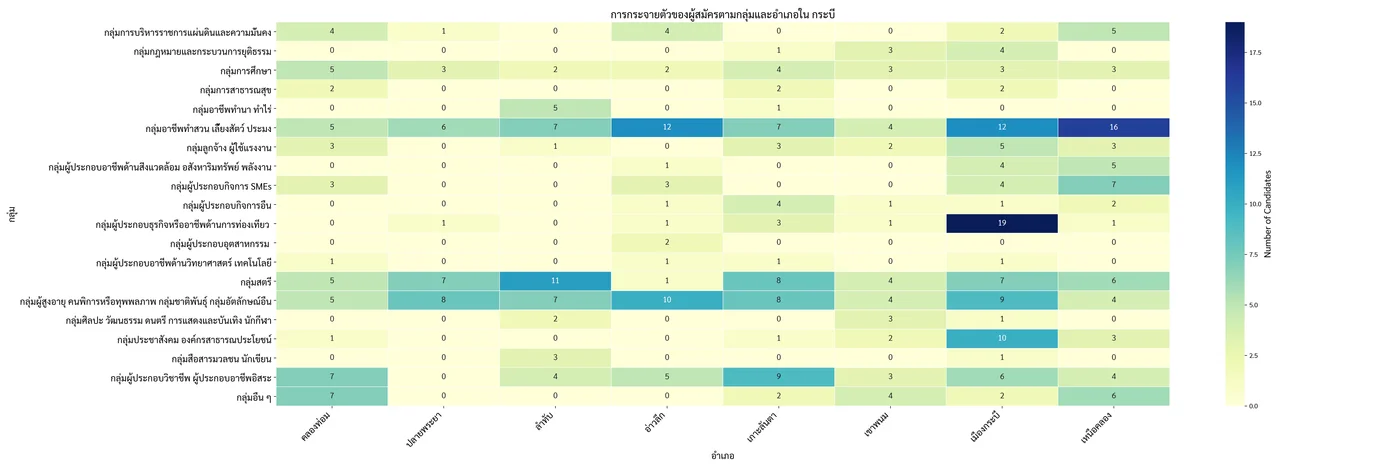 การกระจายตัวของผู้สมัครตามกลุ่มและอำเภอใน กระบี่
กลุ่มการบริหารราชการแผ่นดินและความมั่นคง 4 1 0 4 0 0 2 5
กลุ่มกฎหมายและกระบวนการยุติธรรม 0 0 0 0 1 3 4 0
กลุ่มการศึกษา 5 3 2 2 4 3 3 3
กลุ่มการสาธารณสุข 2 0 0 0 2 0 2 0
กลุ่มอาชีพทำนา ทำไร่ 0 0 5 0 1 0 0 0
กลุ่มอาชีพทำสวน เลี้ยงสัตว์ ประมง 5 6 7 12 7 4 12 16
กลุ่มลูกจ้าง ผู้ใช้แรงงาน 3 0 1 0 3 2 5 3
กลุ่มผู้ประกอบอาชีพด้านสิ่งแวดล้อม อสังหาริมทรัพย์ พลังงาน 0 0 0 1 0 0 4 5
กลุ่มผู้ประกอบกิจการ SMEs 3 0 0 3 0 0 4 7
กลุ่มผู้ประกอบกิจการอื่น 0 0 0 1 4 1 1 2
กลุ่มผู้ประกอบธุรกิจหรืออาชีพด้านการท่องเที่ยว 0 1 0 1 3 1 19 1
กลุ่มผู้ประกอบอุตสาหกรรม 0 0 0 2 0 0 0 0
กลุ่มผู้ประกอบอาชีพด้านวิทยาศาสตร์ เทคโนโลยี 1 0 0 1 1 0 1 0
กลุ่มสตรี 5 7 11 1 8 4 7 6
กลุ่มผู้สูงอายุ คนพิการหรือทุพพลภาพ กลุ่มชาติพันธุ์ กลุ่มอัตลักษณ์อื่น 5 8 7 10 8 4 9 4
กลุ่มศิลปะ วัฒนธรรม ดนตรี การแสดงและบันเทิง นักกีฬา 0 0 2 0 0 3 1 0
กลุ่มประชาสังคม องค์กรสาธารณประโยชน์ 1 0 0 0 1 2 10 3
กลุ่มสื่อสารมวลชน นักเขียน 0 0 3 0 0 0 1 0
กลุ่มผู้ประกอบวิชาชีพ ผู้ประกอบอาชีพอิสระ 7 0 4 5 9 3 6 4
กลุ่มอื่น ๆ 7 0 0 0 2 4 2 6
กลุ่ม
คลองท่อม ปลายพระยา ลำทับ อ่าวลึก เกาะลันตา เขาพนม เมืองกระบี่ เหนือคลอง
อำเภอ
17.5
15.0
12.5
10.0
7.5
5.0
2.5
0.0
Number of Candidates